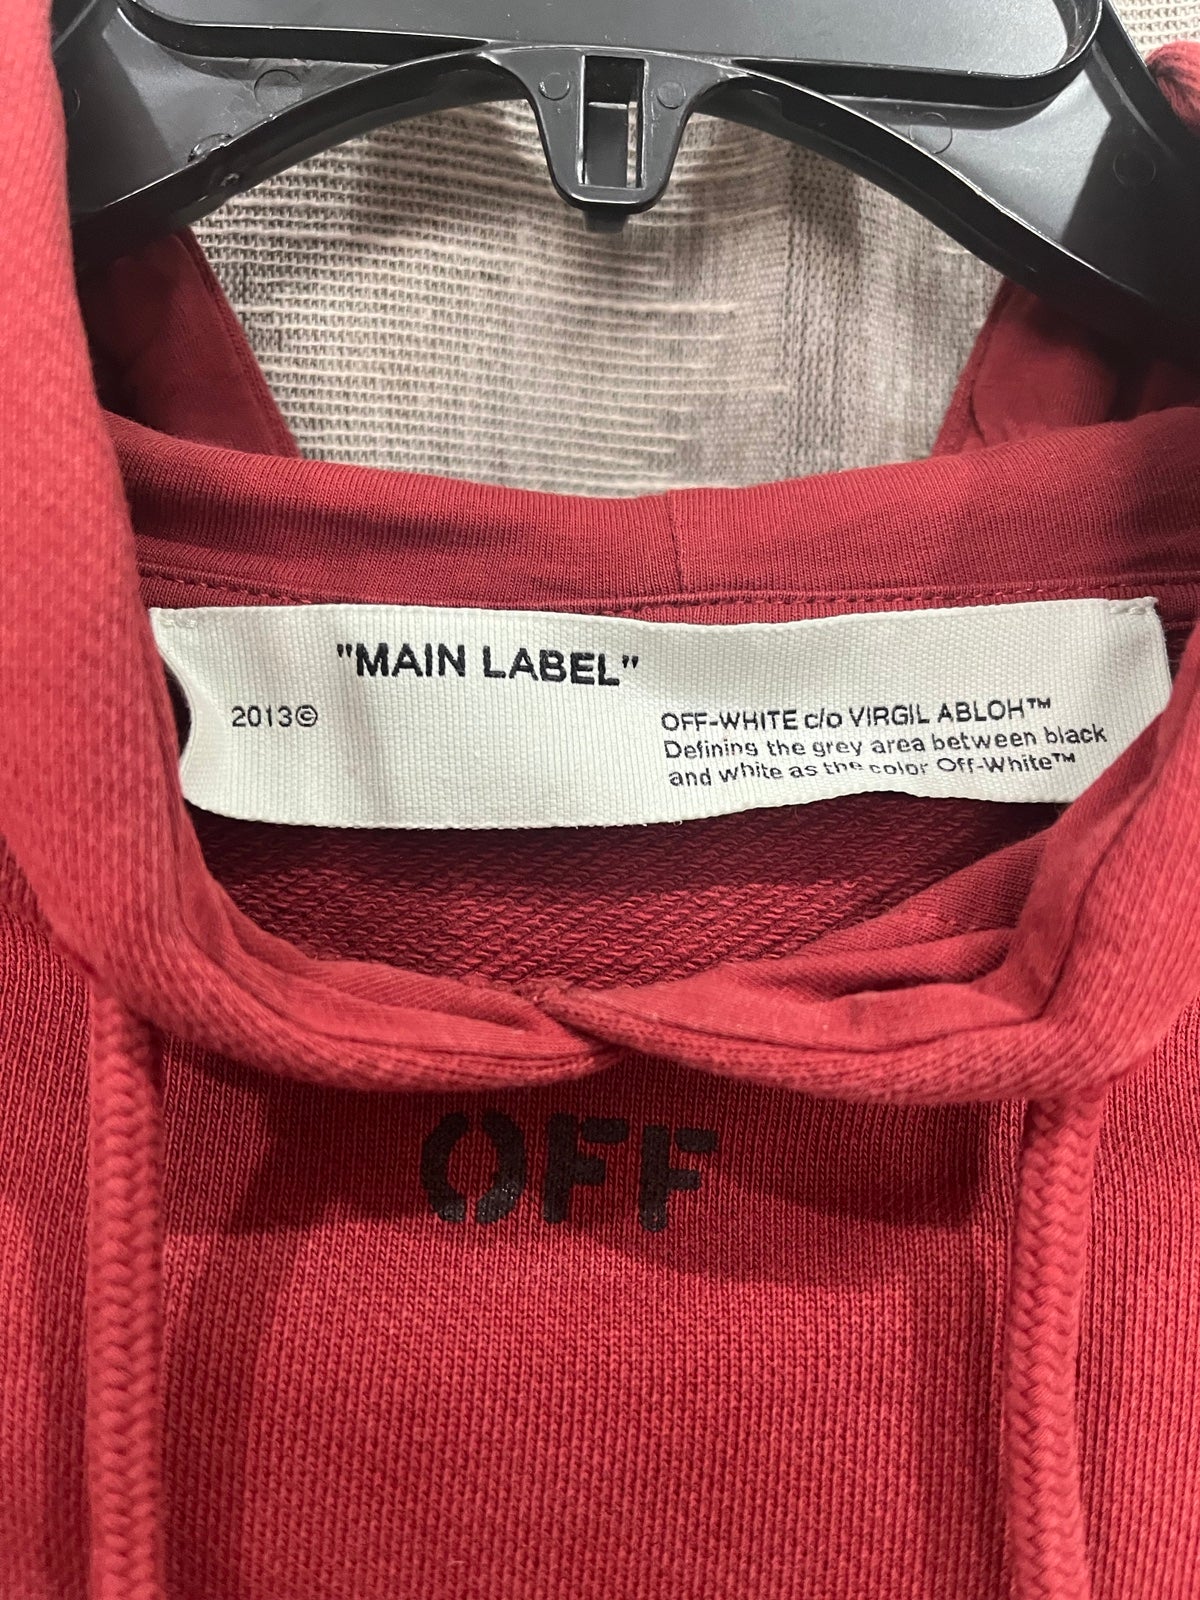 "MAIN LABEL"
2013©
OFF-WHITE c/o VIRGIL ABLOH™
Defining the grey area between black
and white as the color Off-White™
OFF